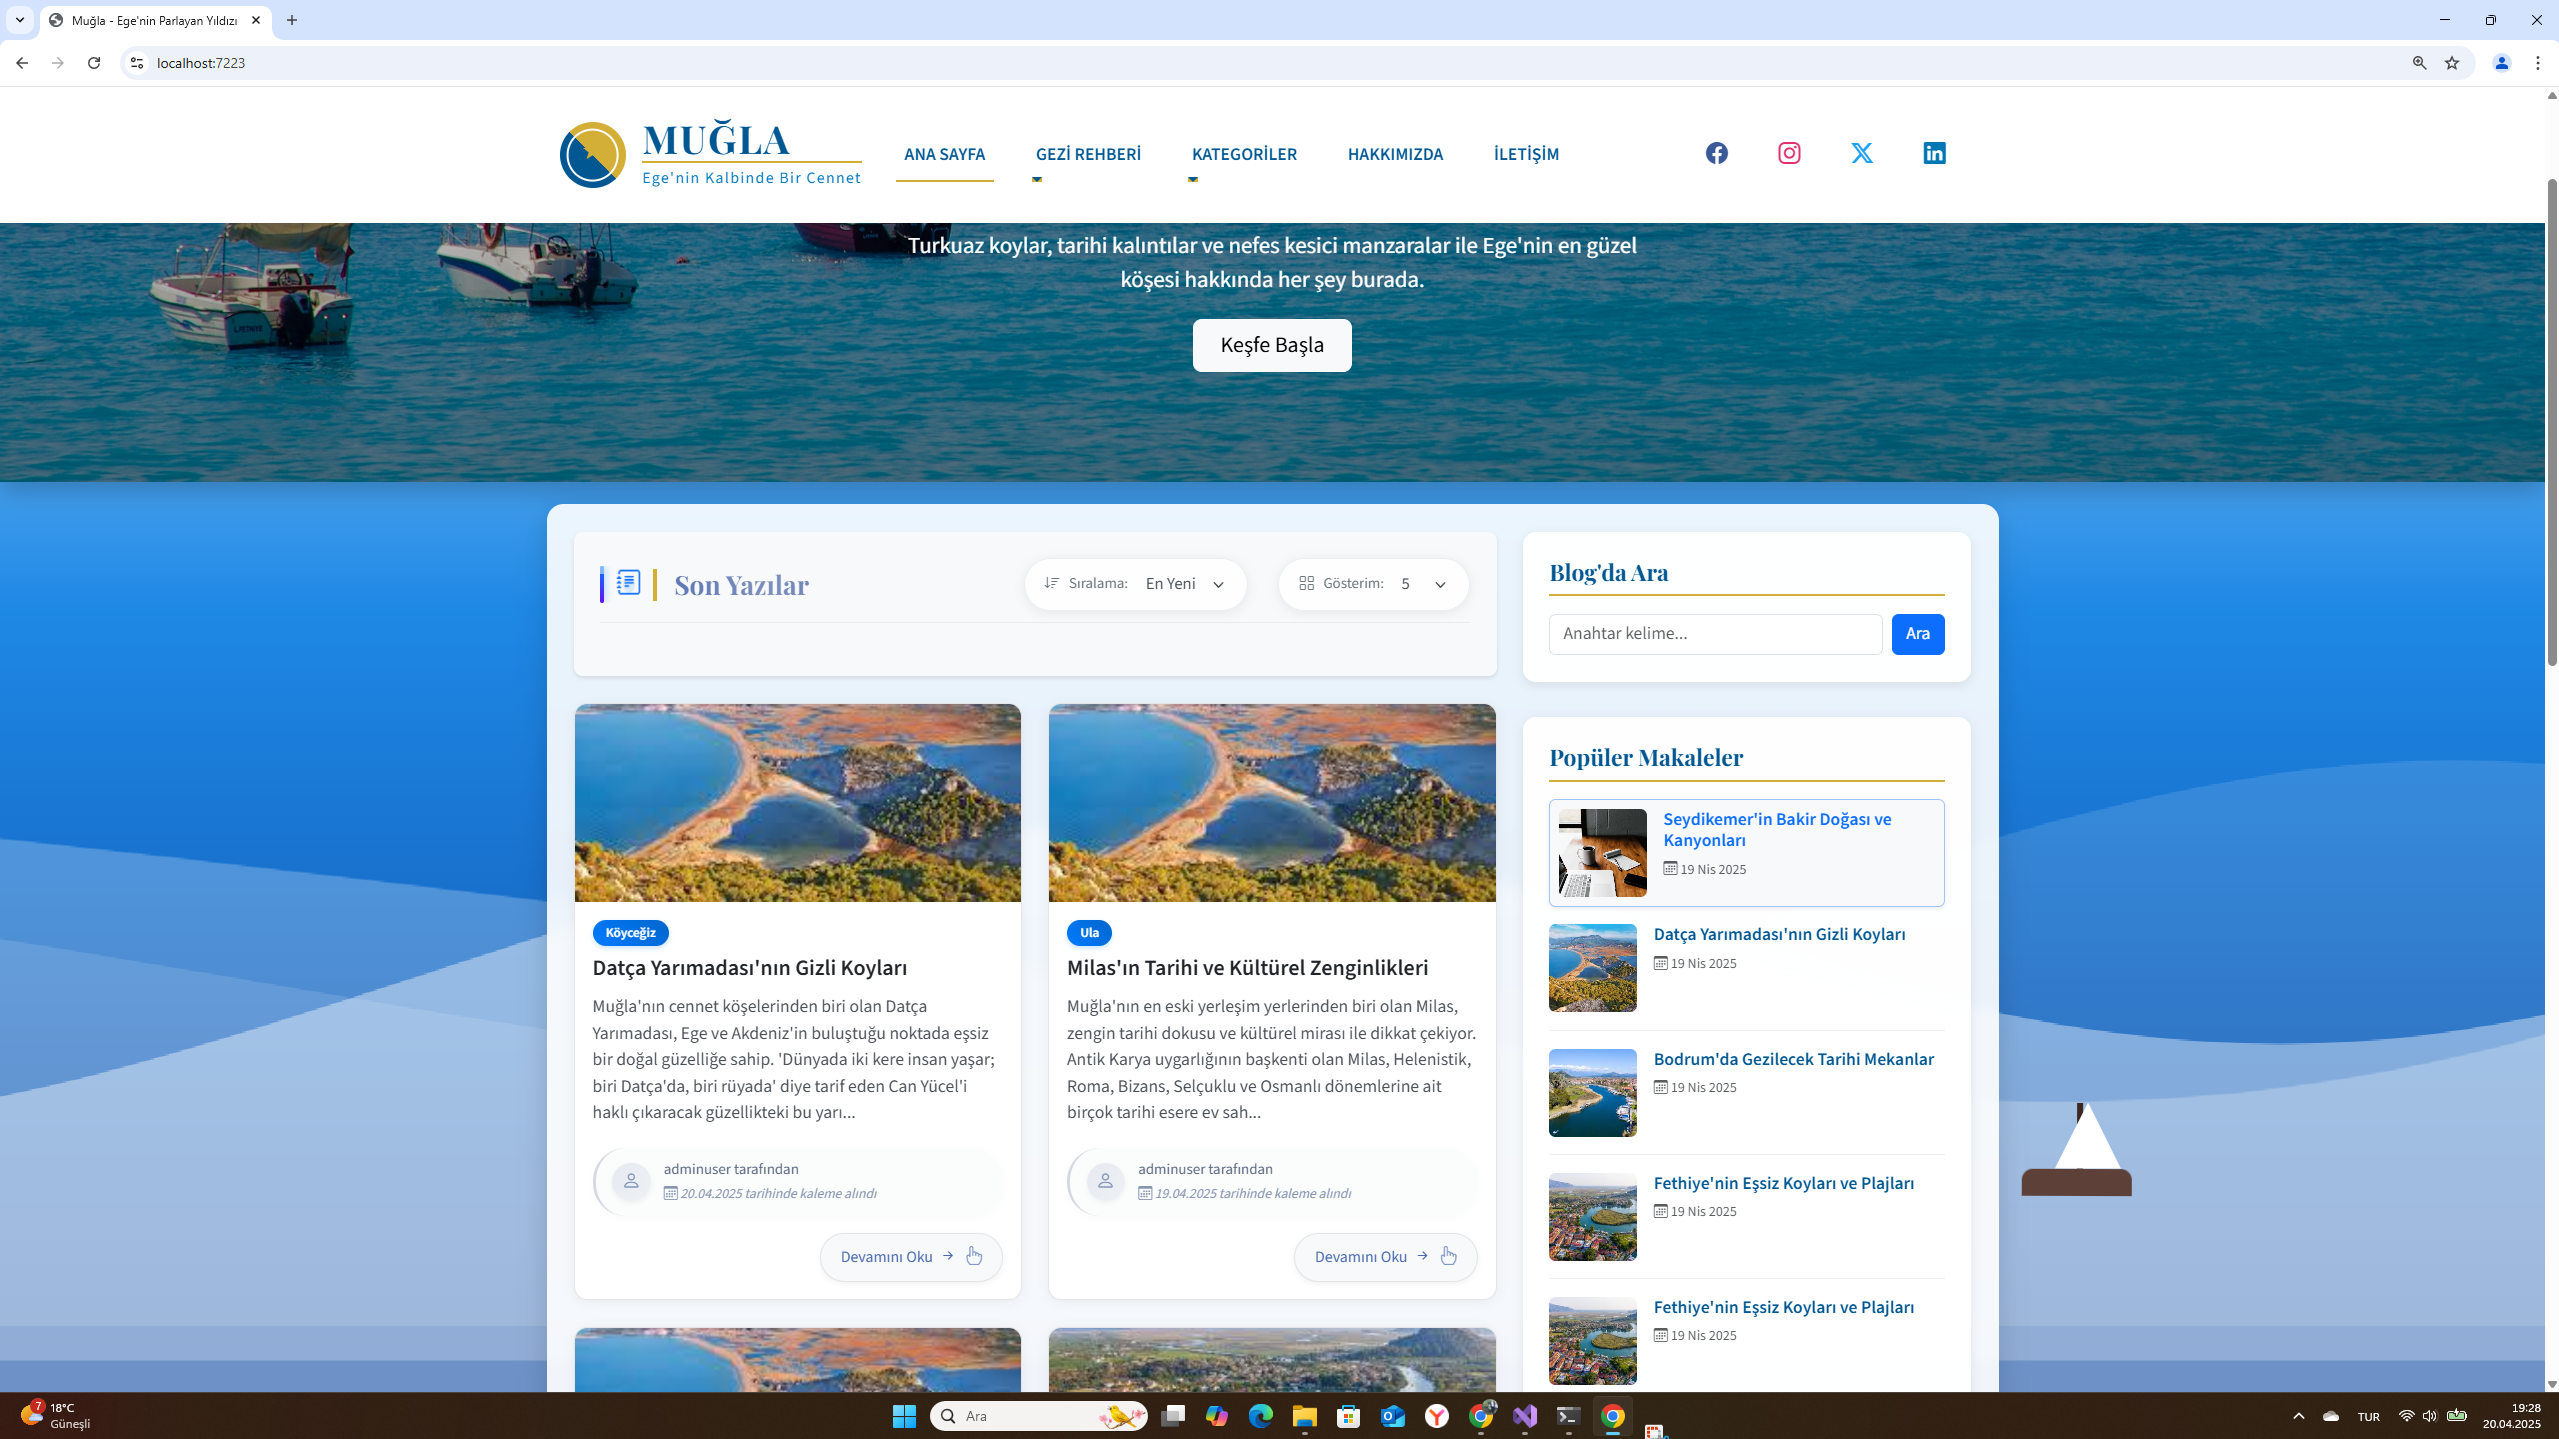 Muğla - Ege'nin Parlayan Yıldızı
localhost:7223
MUĞLA
Ege'nin Kalbinde Bir Cennet
ANA SAYFA
GEZİ REHBERİ
KATEGORİLER
HAKKIMIZDA
İLETİŞİM
Turkuaz koylar, tarihi kalıntılar ve nefes kesici manzaralar ile Ege'nin en güzel
köşesi hakkında her şey burada.
Keşfe Başla
Son Yazılar
Sıralama: En Yeni
Gösterim: 5
Blog'da Ara
Anahtar kelime...
Ara
Köyceğiz
Datça Yarımadası'nın Gizli Koyları
Muğla'nın cennet köşelerinden biri olan Datça
Yarımadası, Ege ve Akdeniz'in buluştuğu noktada eşsiz
bir doğal güzelliğe sahip. 'Dünyada iki kere insan yaşar;
biri Datça'da, biri rüyada' diye tarif eden Can Yücel'i
haklı çıkaracak güzellikteki bu yarı...
adminuser tarafından
20.04.2025 tarihinde kaleme alındı
Devamını Oku
Ula
Milas'ın Tarihi ve Kültürel Zenginlikleri
Muğla'nın en eski yerleşim yerlerinden biri olan Milas,
zengin tarihi dokusu ve kültürel mirası ile dikkat çekiyor.
Antik Karya uygarlığının başkenti olan Milas, Helenistik,
Roma, Bizans, Selçuklu ve Osmanlı dönemlerine ait
birçok tarihi esere ev sah...
adminuser tarafından
19.04.2025 tarihinde kaleme alındı
Devamını Oku
Popüler Makaleler
Seydikemer'in Bakir Doğası ve
Kanyonları
19 Nis 2025
Datça Yarımadası'nın Gizli Koyları
19 Nis 2025
Bodrum'da Gezilecek Tarihi Mekanlar
19 Nis 2025
Fethiye'nin Eşsiz Koyları ve Plajları
19 Nis 2025
Fethiye'nin Eşsiz Koyları ve Plajları
19 Nis 2025
7
18°C
Güneşli
Ara
TUR
19:28
20.04.2025